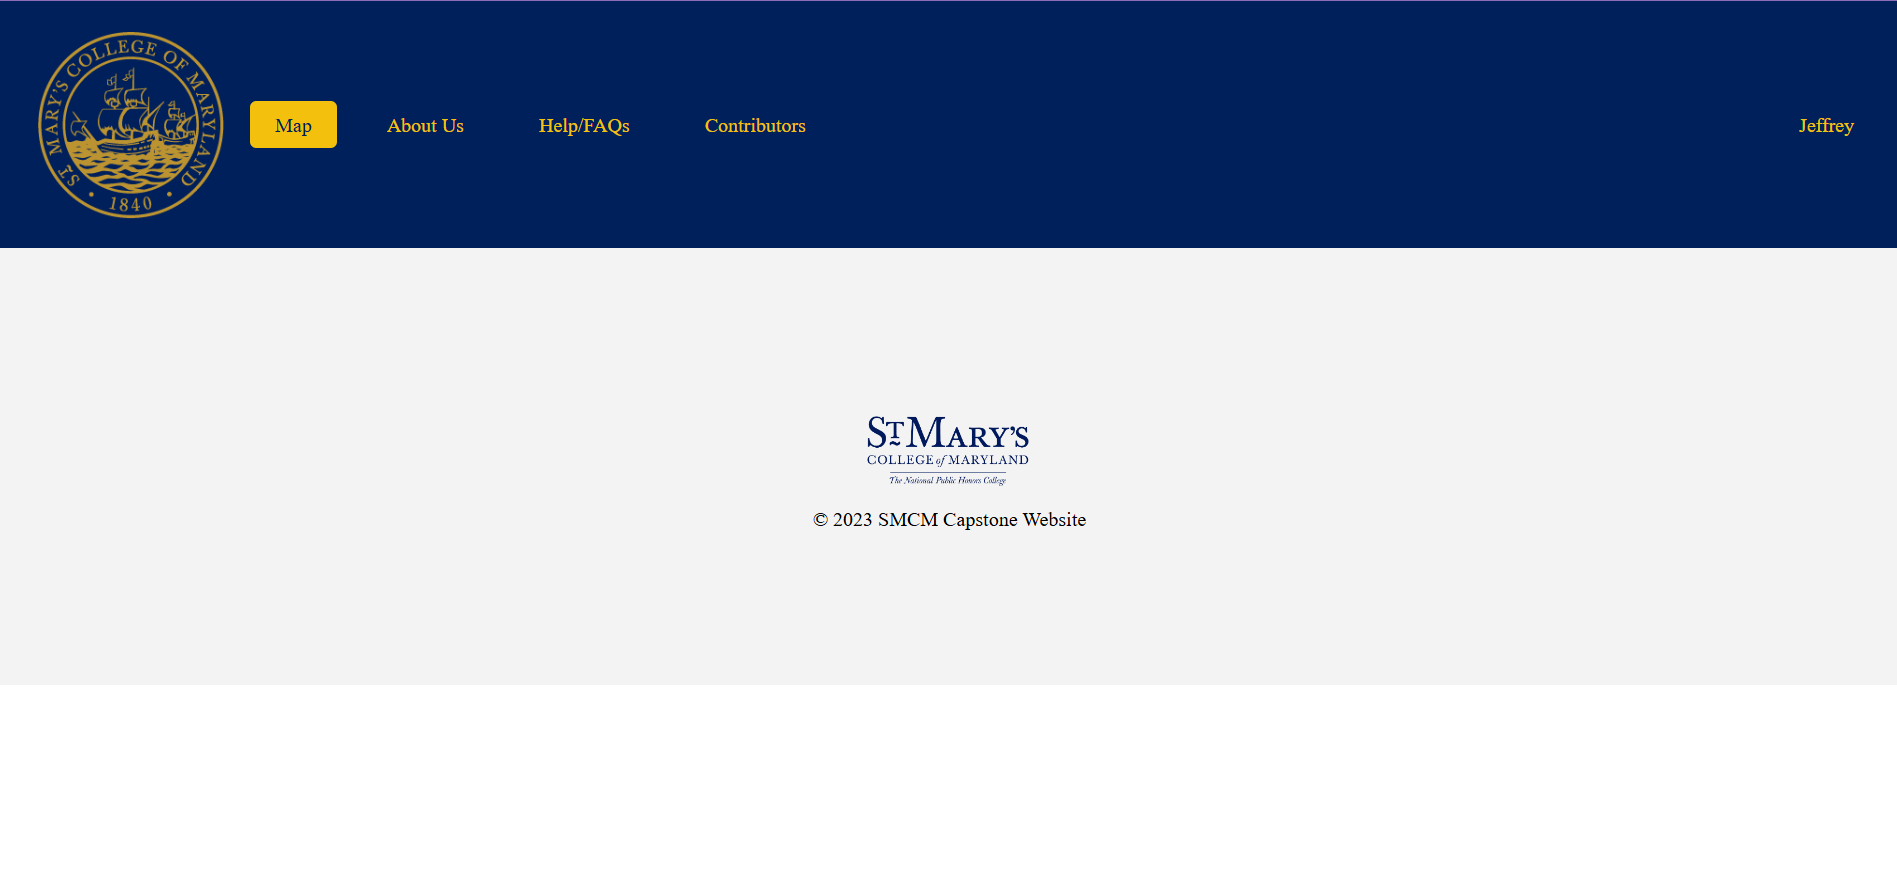 ST MARY'S COLLEGE OF MARYLAND
1840
Map
About Us
Help/FAQs
Contributors
Jeffrey
ST MARY'S
COLLEGE of MARYLAND
The National Public Honors College
© 2023 SMCM Capstone Website